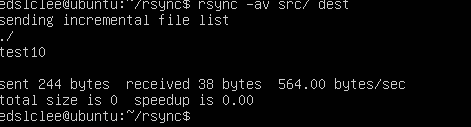 edslclee@ubuntu:~/rsync$ rsync -av src/ dest
sending incremental file list
./
test10
sent 244 bytes  received 38 bytes  564.00 bytes/sec
total size is 0  speedup is 0.00
edslclee@ubuntu:~/rsync$